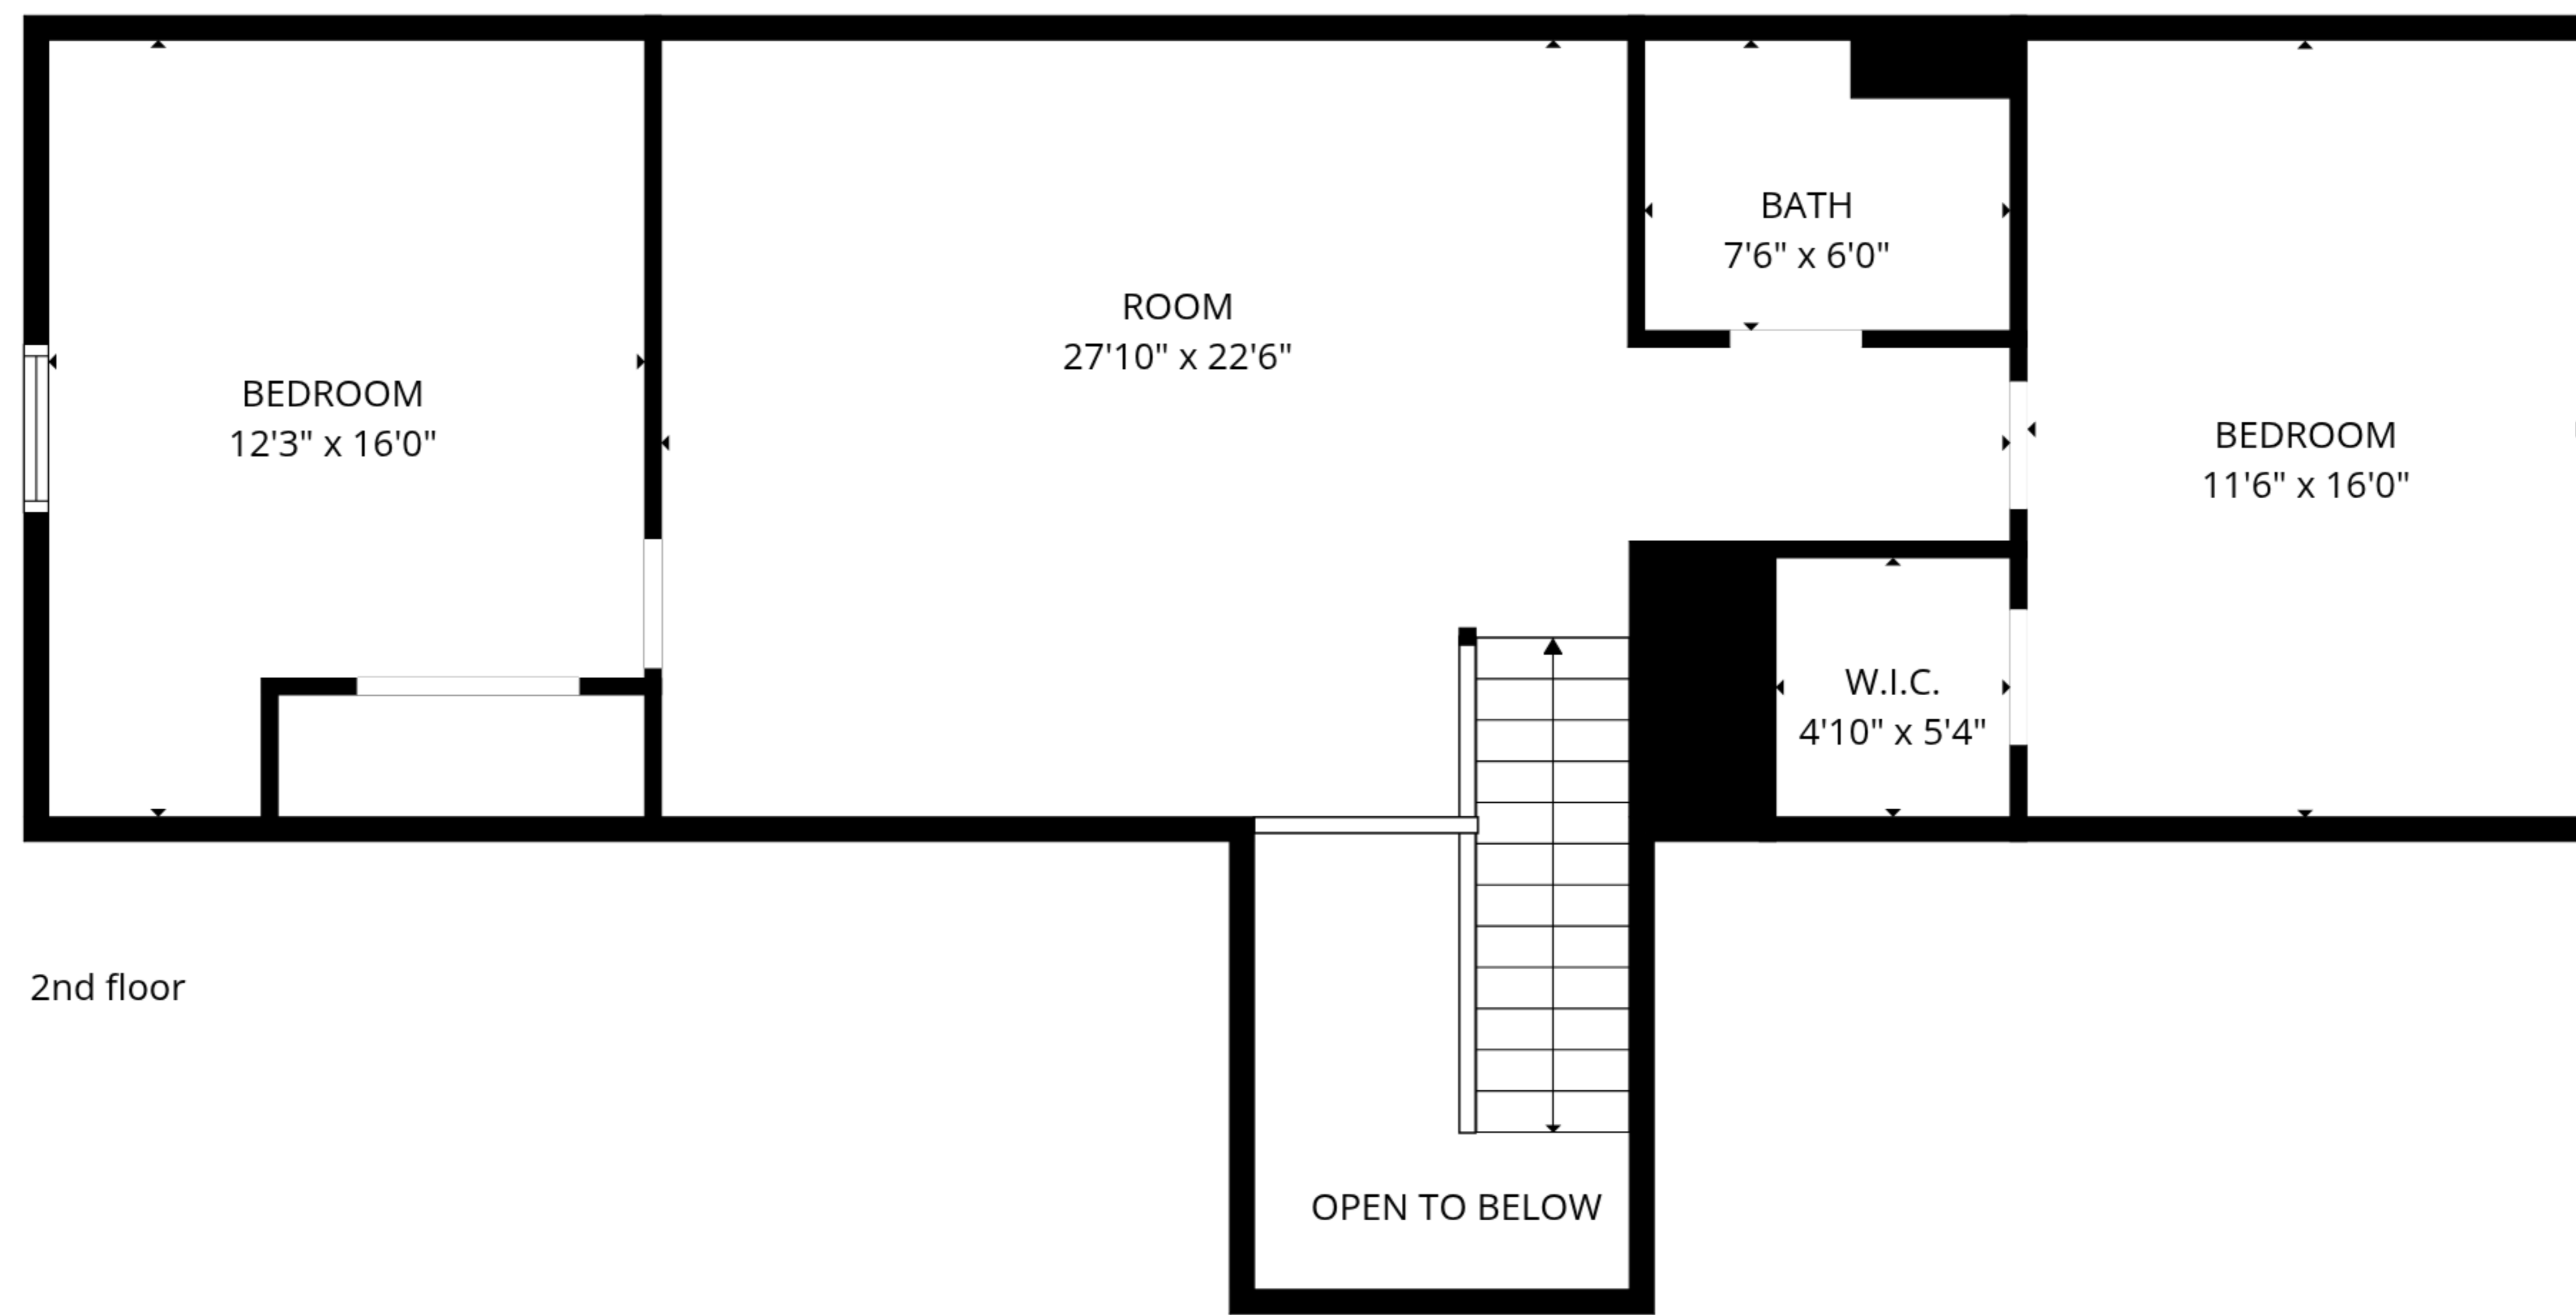 BATH
7'6" x 6'0"
ROOM
27'10" x 22'6"
BEDROOM
12'3" x 16'0"
BEDROOM
11'6" x 16'0"
W.I.C.
4'10" x 5'4"
2nd floor
OPEN TO BELOW